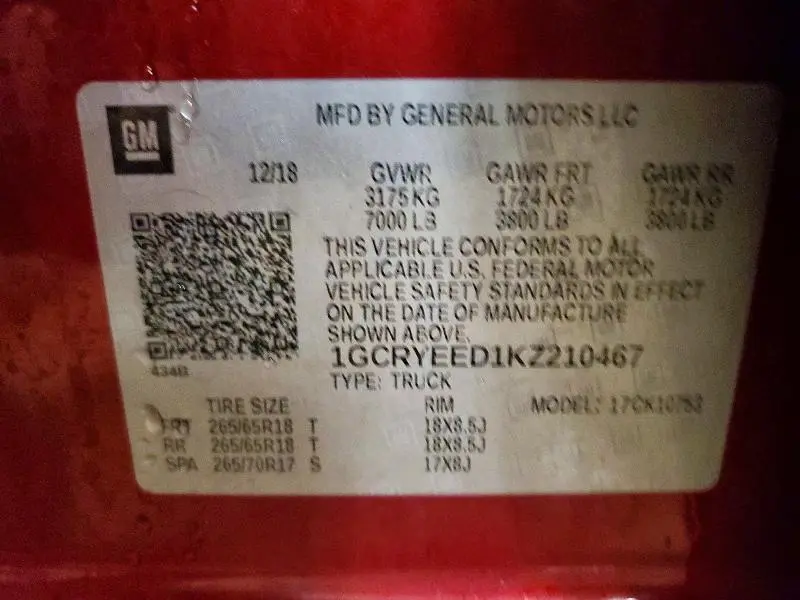 GM
MFD BY GENERAL MOTORS LLC
12/18 GVWR GAWR FRT GAWR RR
3175 KG 1724 KG 1724 KG
7000 LB 3800 LB 3800 LB
THIS VEHICLE CONFORMS TO ALL
APPLICABLE U.S. FEDERAL MOTOR
VEHICLE SAFETY STANDARDS IN EFFECT
ON THE DATE OF MANUFACTURE
SHOWN ABOVE.
1GCRYEED1KZ210467
434B
TYPE: TRUCK
TIRE SIZE RIM MODEL: 17CK10753
FRT 265/65R18 T 18X8.5J
RR 265/65R18 T 18X8.5J
SPA 265/70R17 S 17X8J